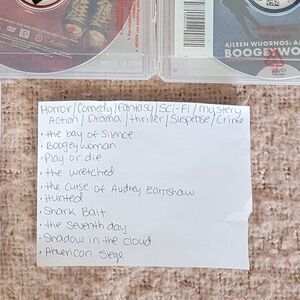 AILEEN WUORNOS: A
BOOGEYWO
Horror/Comedy/Fantasy/Sci-Fi/Mystery
Action/Drama/thriller/Suspense/Crime
• the bay of Silence
• Boogeywoman
• Play or die
• the wretched
• the curse of Audrey Earnshaw
• Hunted
• Shark Bait
• the Seventh day
• Shadow in the cloud
• American Siege